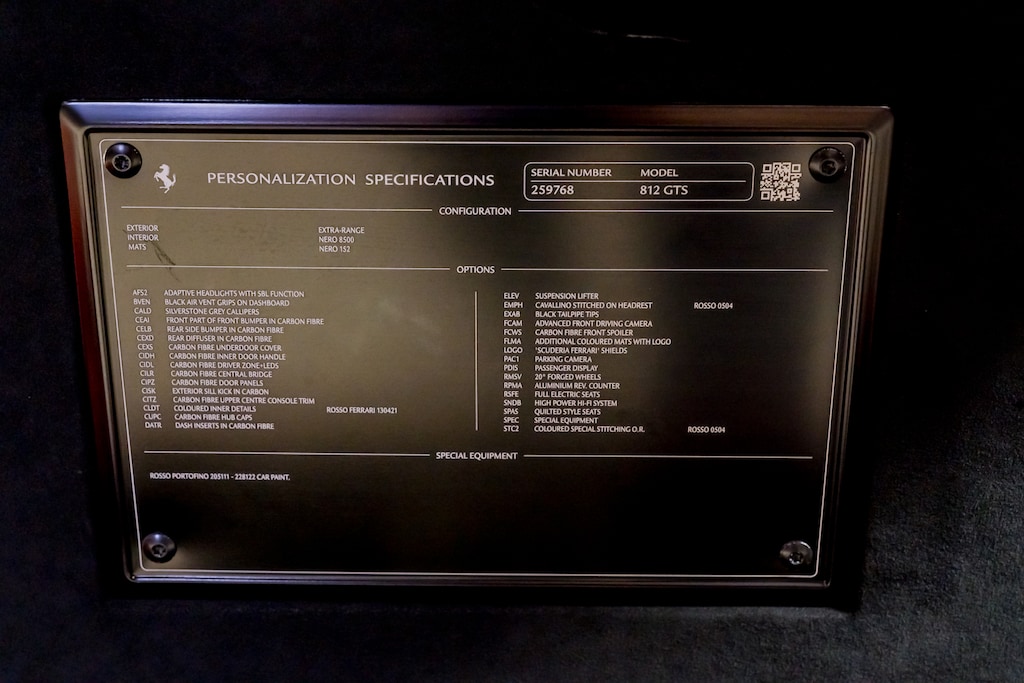 PERSONALIZATION SPECIFICATIONS
SERIAL NUMBER MODEL
259768 812 GTS
CONFIGURATION
EXTERIOR EXTRA-RANGE
INTERIOR NERO 8500
MATS NERO 152
OPTIONS
AFS2 ADAPTIVE HEADLIGHTS WITH SBL FUNCTION
BVEN BLACK AIR VENT GRIPS ON DASHBOARD
CALD SILVERSTONE GREY CALLIPERS
CEAI FRONT PART OF FRONT BUMPER IN CARBON FIBRE
CELB REAR SIDE BUMPER IN CARBON FIBRE
CEXD REAR DIFFUSER IN CARBON FIBRE
CEXS CARBON FIBRE UNDERDOOR COVER
CIDH CARBON FIBRE INNER DOOR HANDLE
CIDL CARBON FIBRE DRIVER ZONE+LEDS
CILR CARBON FIBRE CENTRAL BRIDGE
CIPZ CARBON FIBRE DOOR PANELS
CISK EXTERIOR SILL KICK IN CARBON
CITZ CARBON FIBRE UPPER CENTRE CONSOLE TRIM
CLDT COLOURED INNER DETAILS ROSSO FERRARI 130421
CUPC CARBON FIBRE HUB CAPS
DATR DASH INSERTS IN CARBON FIBRE
ELEV SUSPENSION LIFTER
EMPH CAVALLINO STITCHED ON HEADREST ROSSO 0504
EXAB BLACK TAILPIPE TIPS
FCAM ADVANCED FRONT DRIVING CAMERA
FCWS CARBON FIBRE FRONT SPOILER
FLMA ADDITIONAL COLOURED MATS WITH LOGO
LOGO 'SCUDERIA FERRARI' SHIELDS
PAC1 PARKING CAMERA
PDIS PASSENGER DISPLAY
RMSV 20" FORGED WHEELS
RPMA ALUMINIUM REV. COUNTER
RSFE FULL ELECTRIC SEATS
SNDB HIGH POWER HI-FI SYSTEM
SPAS QUILTED STYLE SEATS
SPEC SPECIAL EQUIPMENT
STC2 COLOURED SPECIAL STITCHING O.R. ROSSO 0504
SPECIAL EQUIPMENT
ROSSO PORTOFINO 205111 - 228122 CAR PAINT.